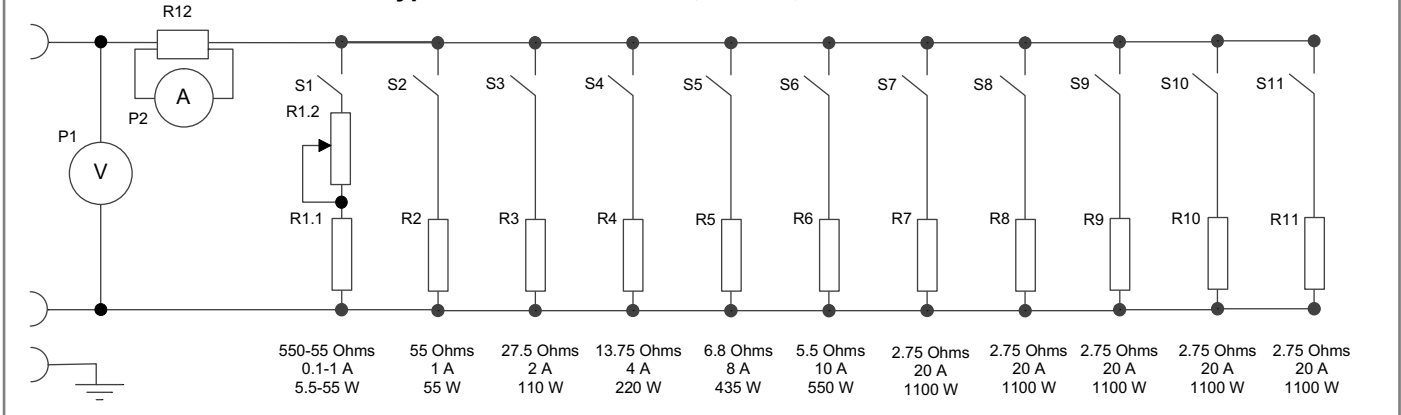 R12
A
P2
P1
V
S1 S2 S3 S4 S5 S6 S7 S8 S9 S10 S11
R1.2
R1.1 R2 R3 R4 R5 R6 R7 R8 R9 R10 R11
550-55 Ohms 55 Ohms 27.5 Ohms 13.75 Ohms 6.8 Ohms 5.5 Ohms 2.75 Ohms 2.75 Ohms 2.75 Ohms 2.75 Ohms 2.75 Ohms
0.1-1 A 1 A 2 A 4 A 8 A 10 A 20 A 20 A 20 A 20 A 20 A
5.5-55 W 55 W 110 W 220 W 435 W 550 W 1100 W 1100 W 1100 W 1100 W 1100 W